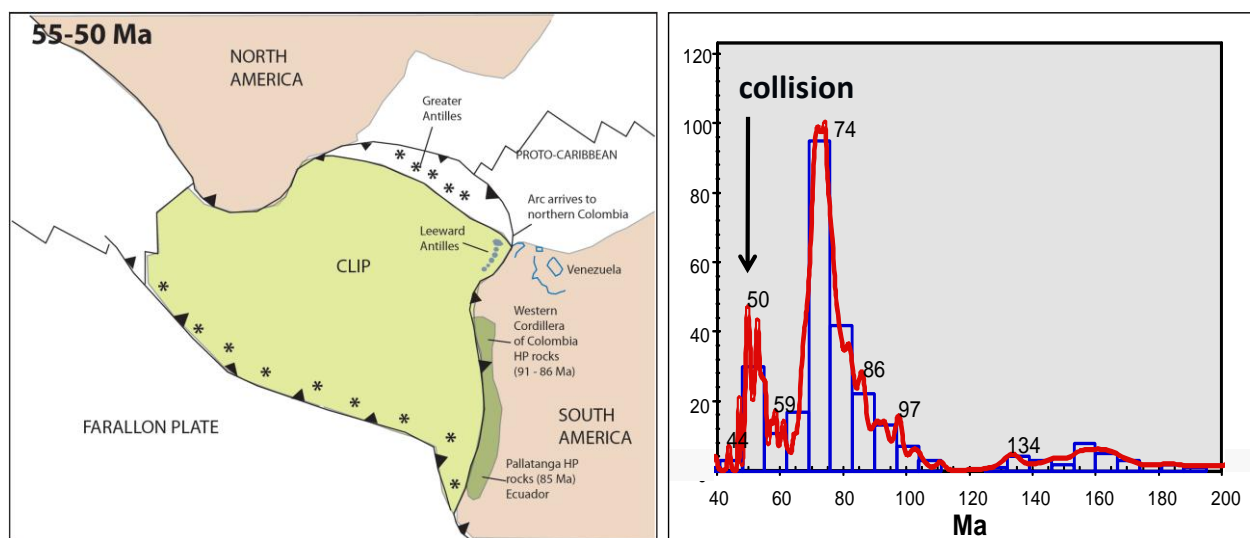 55-50 Ma
NORTH
AMERICA
Greater
Antilles
PROTO-CARIBBEAN
Arc arrives to
northern Colombia
Leeward
Antilles
CLIP
Venezuela
Western
Cordillera
of Colombia
HP rocks
(91 - 86 Ma)
FARALLON PLATE
SOUTH
AMERICA
Pallatanga HP
rocks (85 Ma)
Ecuador
120
100
80
60
40
20
collision
74
50
86
59
97
44
134
40
60
80
100
120
140
160
180
200
Ma